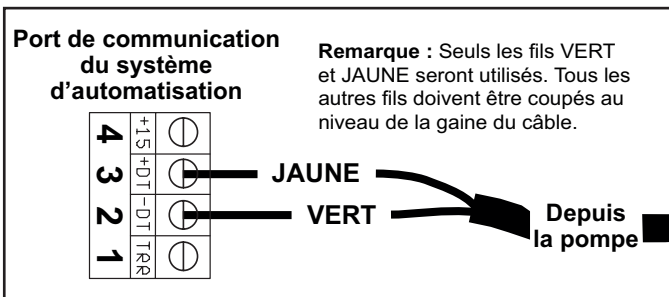 Port de communication
du système
d'automatisation
Remarque : Seuls les fils VERT
et JAUNE seront utilisés. Tous les
autres fils doivent être coupés au
niveau de la gaine du câble.
4 +15
3 +DT
JAUNE
2 -DT
VERT
1 TRR
Depuis
la pompe